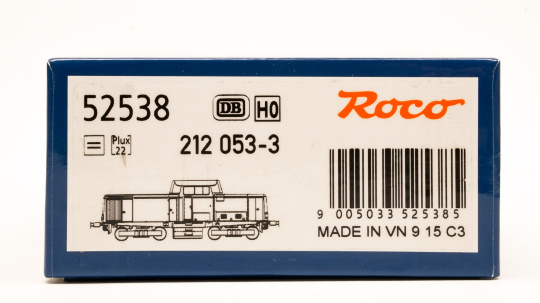 52538 DB H0 Roco
= Plux 22 212 053-3
9 005033 525385
MADE IN VN 9 15 C3